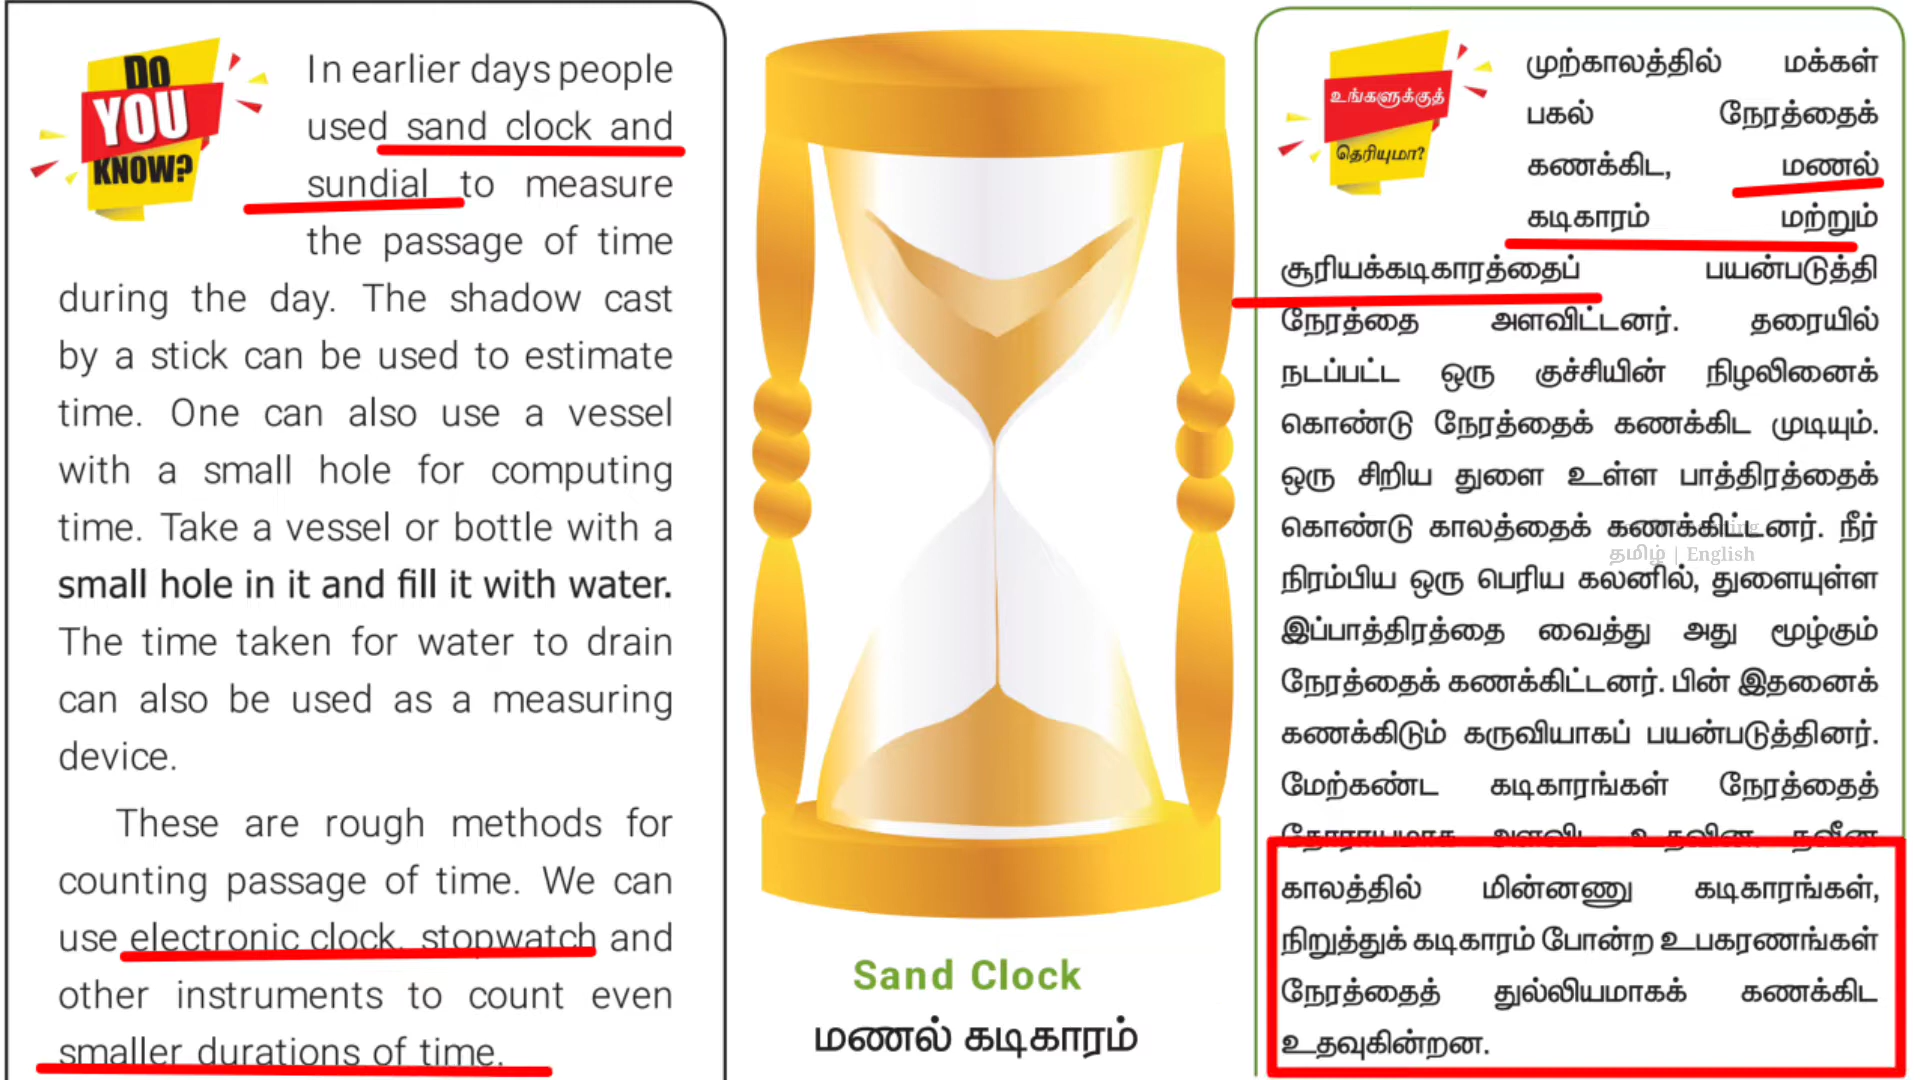 DO
YOU
KNOW?
In earlier days people
used sand clock and
sundial to measure
the passage of time
during the day. The shadow cast
by a stick can be used to estimate
time. One can also use a vessel
with a small hole for computing
time. Take a vessel or bottle with a
small hole in it and fill it with water.
The time taken for water to drain
can also be used as a measuring
device.
These are rough methods for
counting passage of time. We can
use electronic clock, stopwatch and
other instruments to count even
smaller durations of time.
Sand Clock
மணல் கடிகாரம்
உங்களுக்குத்
தெரியுமா?
முற்காலத்தில் மக்கள்
பகல் நேரத்தைக்
கணக்கிட, மணல்
கடிகாரம் மற்றும்
சூரியக்கடிகாரத்தைப் பயன்படுத்தி
நேரத்தை அளவிட்டனர். தரையில்
நடப்பட்ட ஒரு குச்சியின் நிழலினைக்
கொண்டு நேரத்தைக் கணக்கிட முடியும்.
ஒரு சிறிய துளை உள்ள பாத்திரத்தைக்
கொண்டு காலத்தைக் கணக்கிட்டனர். நீர்
தமிழ் | English
நிரம்பிய ஒரு பெரிய கலனில், துளையுள்ள
இப்பாத்திரத்தை வைத்து அது மூழ்கும்
நேரத்தைக் கணக்கிட்டனர். பின் இதனைக்
கணக்கிடும் கருவியாகப் பயன்படுத்தினர்.
மேற்கண்ட கடிகாரங்கள் நேரத்தைத்
தோராயமாக அளவிட உதவின. நவீன
காலத்தில் மின்னணு கடிகாரங்கள்,
நிறுத்துக் கடிகாரம் போன்ற உபகரணங்கள்
நேரத்தைத் துல்லியமாகக் கணக்கிட
உதவுகின்றன.